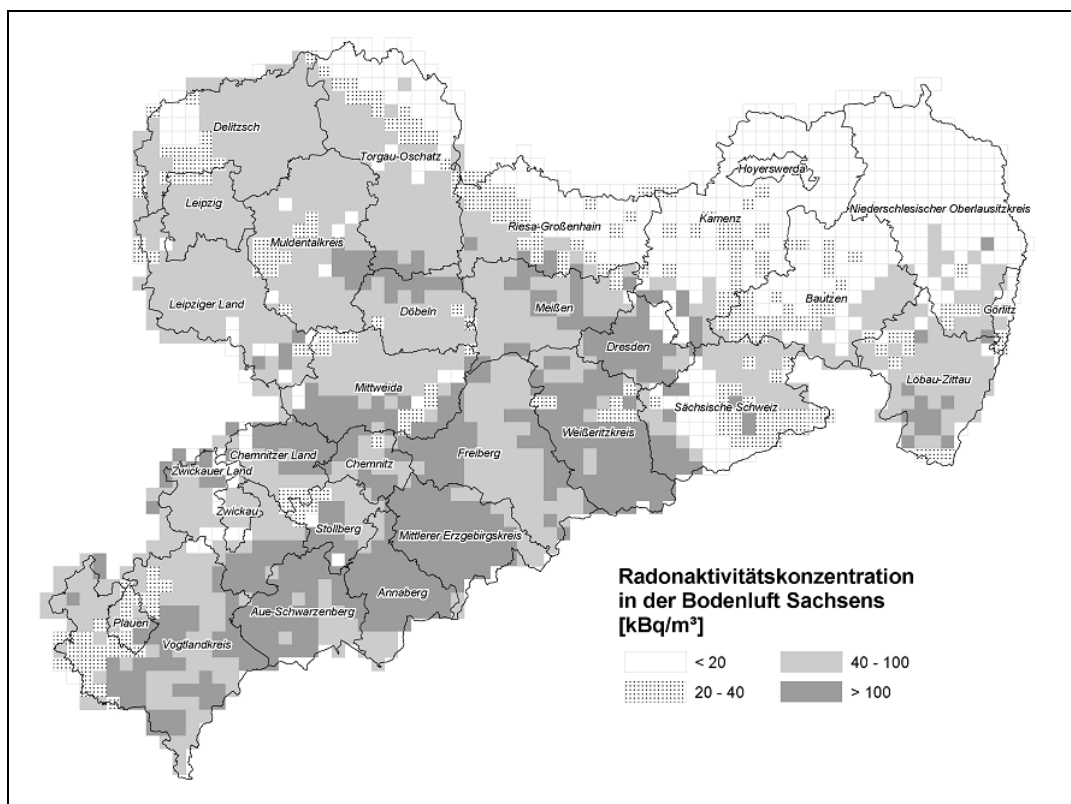 Delitzsch
Torgau-Oschatz
Hoyerswerda
Leipzig
Niederschlesischer Oberlausitzkreis
Kamenz
Riesa-Großenhain
Muldentalkreis
Bautzen
Leipziger Land
Meißen
Döbeln
Görlitz
Dresden
Löbau-Zittau
Mittweida
Sächsische Schweiz
Weißeritzkreis
Freiberg
Chemnitzer Land
Chemnitz
Zwickauer Land
Zwickau
Stollberg
Mittlerer Erzgebirgskreis
Annaberg
Aue-Schwarzenberg
Plauen
Vogtlandkreis
Radonaktivitätskonzentration
in der Bodenluft Sachsens
[kBq/m³]
< 20
40 - 100
20 - 40
> 100